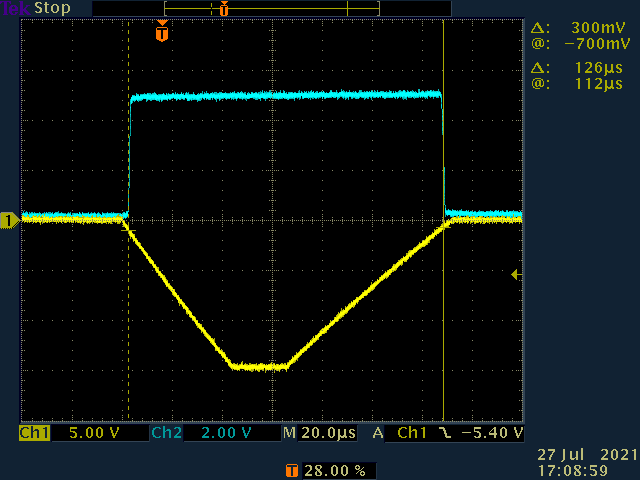 Tek Stop
T
T
Δ: 300mV
@: −700mV
Δ: 126µs
@: 112µs
1
Ch1 5.00 V Ch2 2.00 V M 20.0µs A Ch1 −5.40 V
27 Jul 2021
T 28.00 % 17:08:59